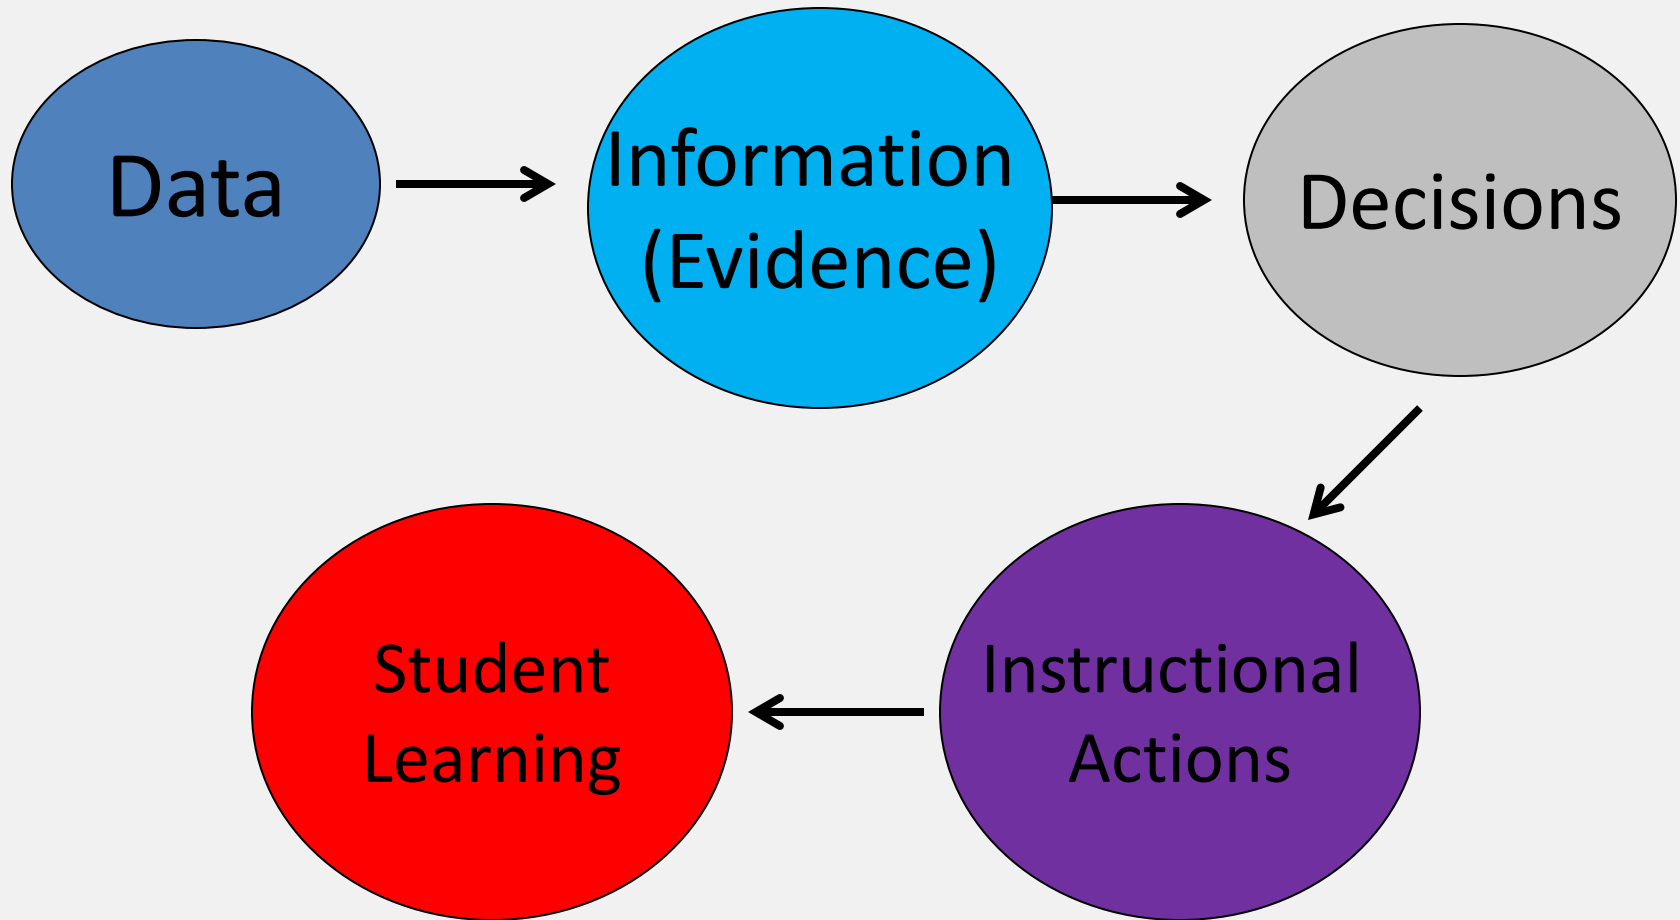 Data
Information
(Evidence)
Decisions
Student
Learning
Instructional
Actions